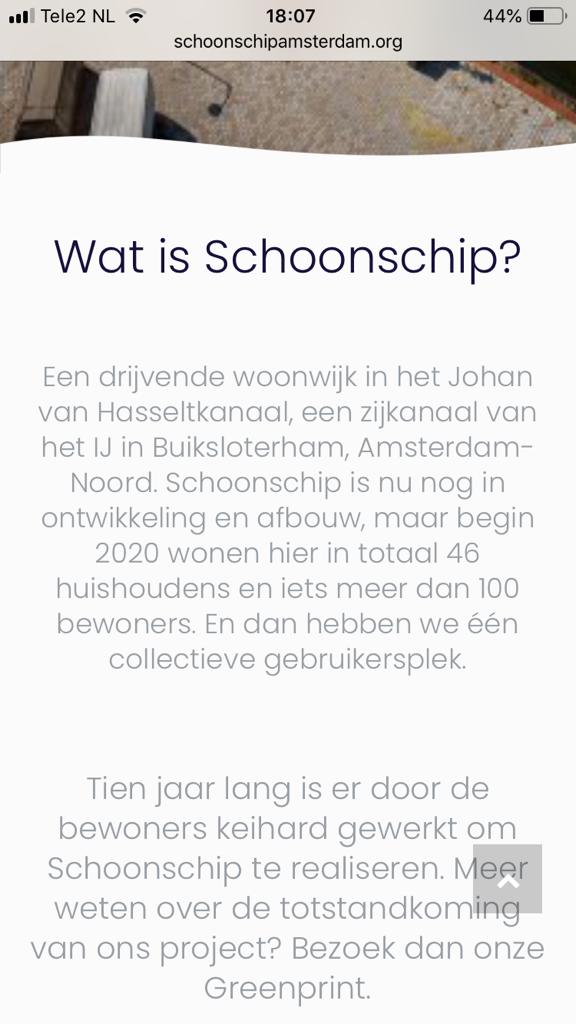 Tele2 NL 18:07 44%
schoonschipamsterdam.org
Wat is Schoonschip?
Een drijvende woonwijk in het Johan
van Hasseltkanaal, een zijkanaal van
het IJ in Buiksloterham, Amsterdam-
Noord. Schoonschip is nu nog in
ontwikkeling en afbouw, maar begin
2020 wonen hier in totaal 46
huishoudens en iets meer dan 100
bewoners. En dan hebben we één
collectieve gebruikersplek.
Tien jaar lang is er door de
bewoners keihard gewerkt om
Schoonschip te realiseren. Meer
weten over de totstandkoming
van ons project? Bezoek dan onze
Greenprint.